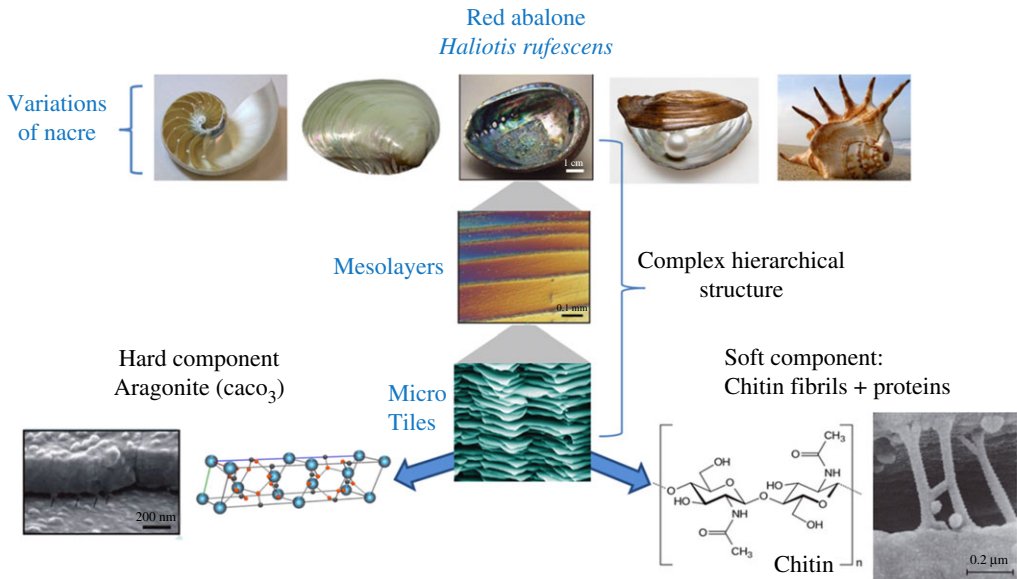 Red abalone
Haliotis rufescens
Variations
of nacre
1 cm
Mesolayers
0.1 mm
Complex hierarchical
structure
Hard component
Aragonite (caco₃)
Micro
Tiles
Soft component:
Chitin fibrils + proteins
200 nm
CH₃
O
NH
OH
O
HO
O
O
HO
O
NH
OH
O
CH₃
n
Chitin
0.2 µm